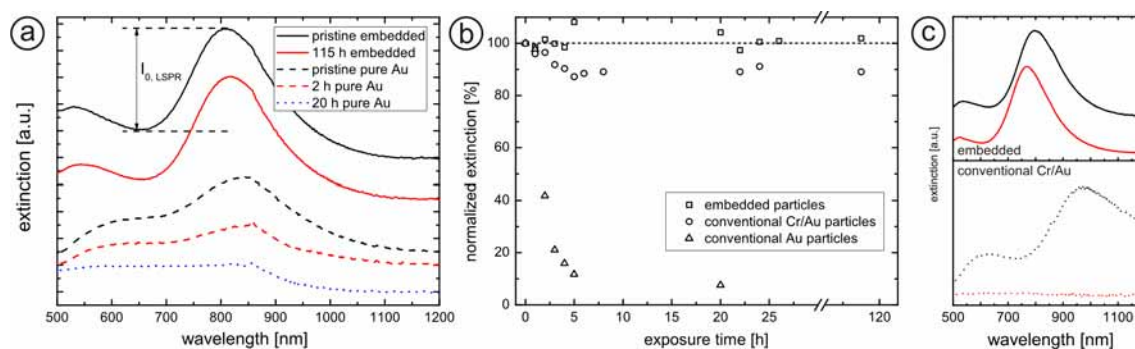 a
extinction [a.u.]
I0, LSPR
pristine embedded
115 h embedded
pristine pure Au
2 h pure Au
20 h pure Au
500 600 700 800 900 1000 1100 1200
wavelength [nm]
b
normalized extinction [%]
100
80
60
40
20
0
embedded particles
conventional Cr/Au particles
conventional Au particles
0 5 10 15 20 25 30 120
exposure time [h]
c
extinction [a.u.]
embedded
conventional Cr/Au
500 700 900 1100
wavelength [nm]